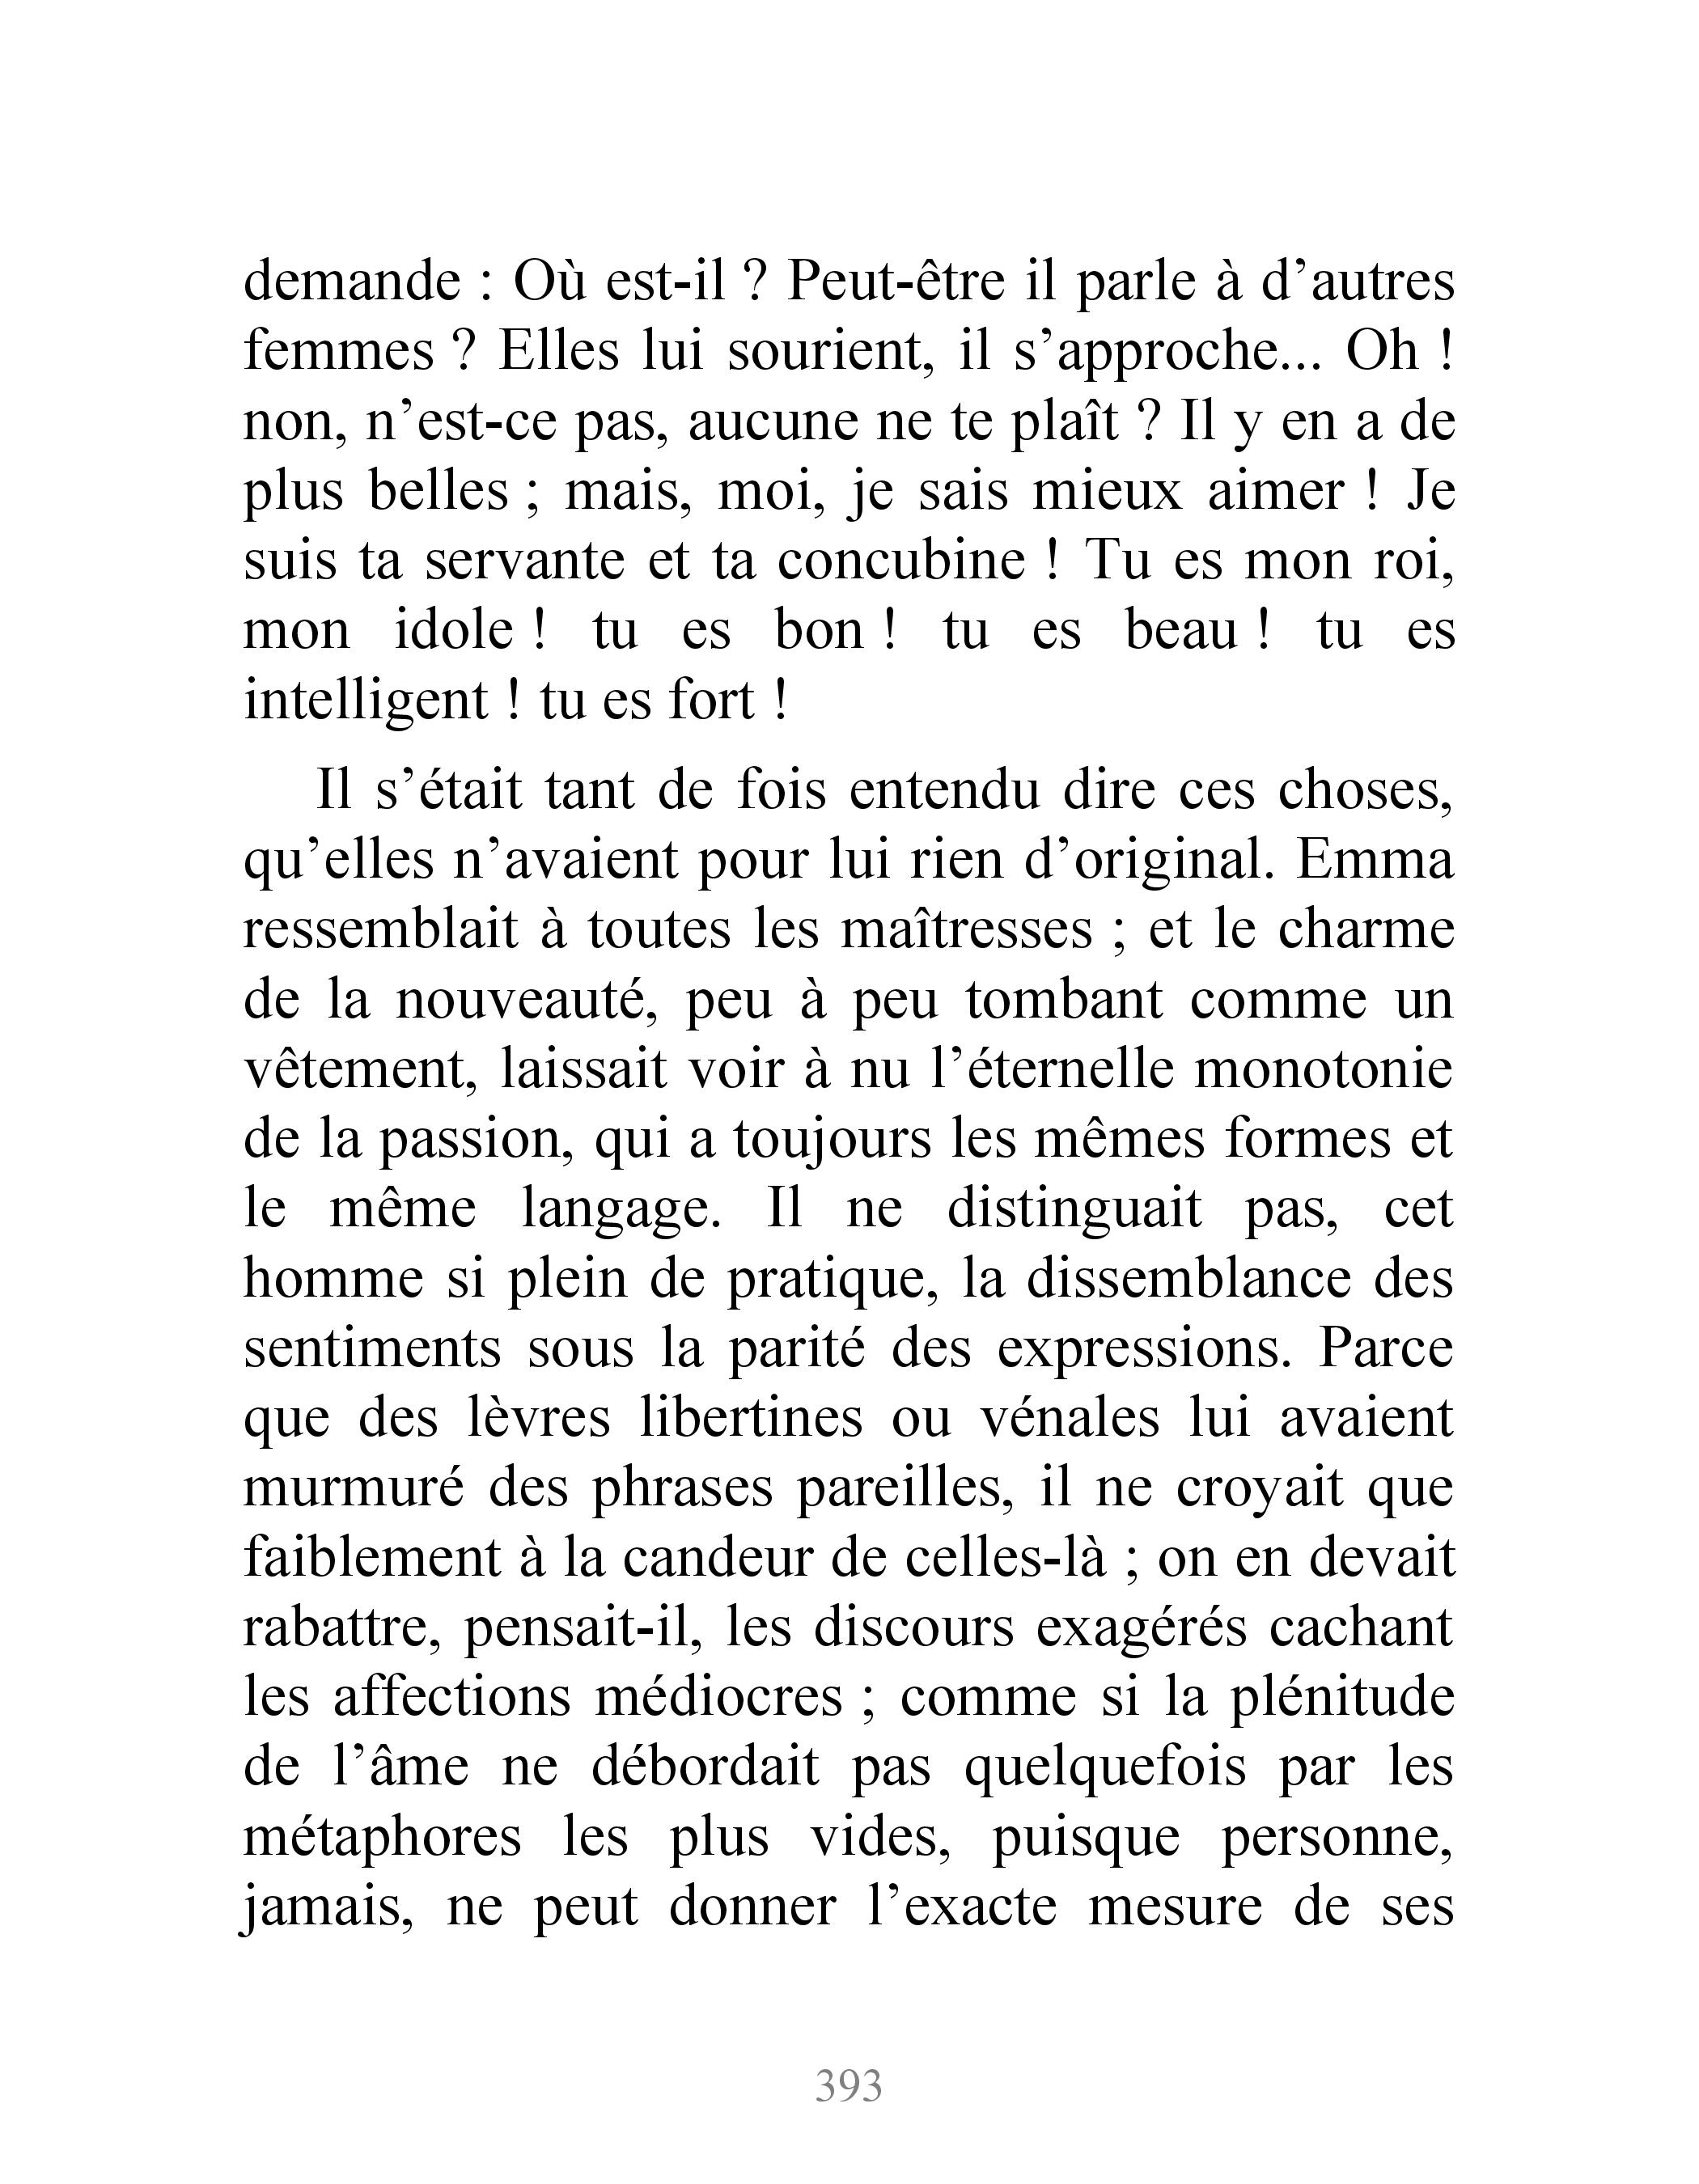 demande : Où est-il ? Peut-être il parle à d’autres
femmes ? Elles lui sourient, il s’approche... Oh !
non, n’est-ce pas, aucune ne te plaît ? Il y en a de
plus belles ; mais, moi, je sais mieux aimer ! Je
suis ta servante et ta concubine ! Tu es mon roi,
mon idole ! tu es bon ! tu es beau ! tu es
intelligent ! tu es fort !
Il s’était tant de fois entendu dire ces choses,
qu’elles n’avaient pour lui rien d’original. Emma
ressemblait à toutes les maîtresses ; et le charme
de la nouveauté, peu à peu tombant comme un
vêtement, laissait voir à nu l’éternelle monotonie
de la passion, qui a toujours les mêmes formes et
le même langage. Il ne distinguait pas, cet
homme si plein de pratique, la dissemblance des
sentiments sous la parité des expressions. Parce
que des lèvres libertines ou vénales lui avaient
murmuré des phrases pareilles, il ne croyait que
faiblement à la candeur de celles-là ; on en devait
rabattre, pensait-il, les discours exagérés cachant
les affections médiocres ; comme si la plénitude
de l’âme ne débordait pas quelquefois par les
métaphores les plus vides, puisque personne,
jamais, ne peut donner l’exacte mesure de ses
393